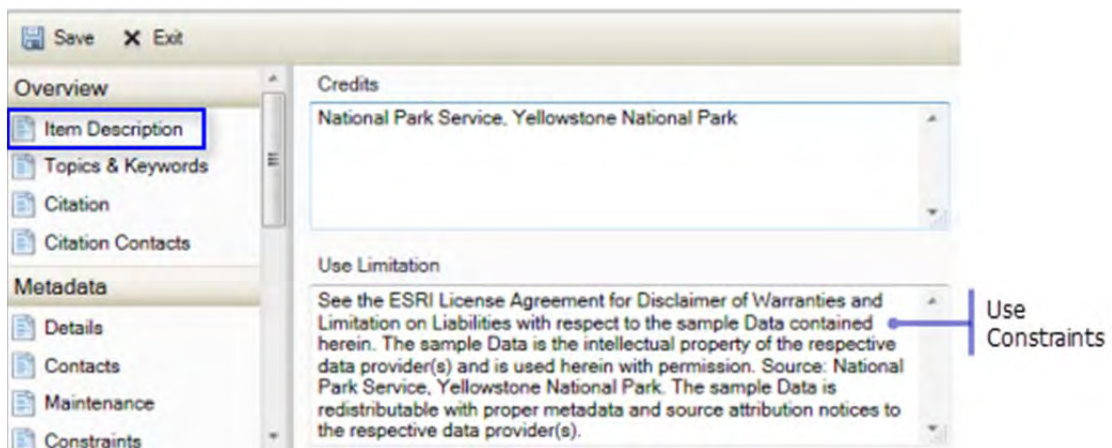 Save Exit
Overview
Item Description
Topics & Keywords
Citation
Citation Contacts
Metadata
Details
Contacts
Maintenance
Constraints
Credits
National Park Service, Yellowstone National Park
Use Limitation
See the ESRI License Agreement for Disclaimer of Warranties and
Limitation on Liabilities with respect to the sample Data contained
herein. The sample Data is the intellectual property of the respective
data provider(s) and is used herein with permission. Source: National
Park Service, Yellowstone National Park. The sample Data is
redistributable with proper metadata and source attribution notices to
the respective data provider(s).
Use
Constraints